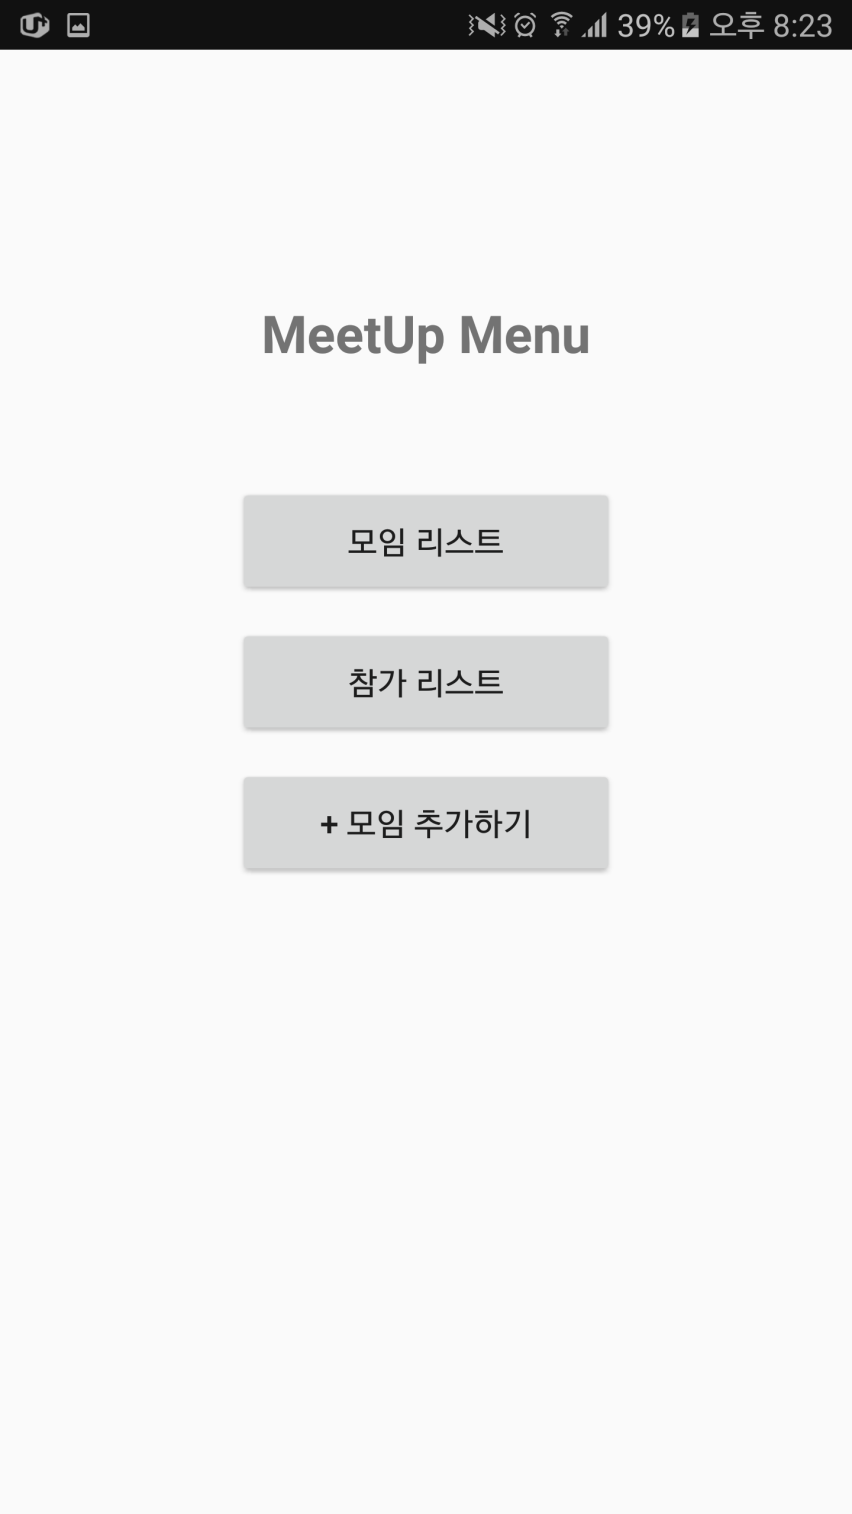 39% 오후 8:23
MeetUp Menu
모임 리스트
참가 리스트
+ 모임 추가하기